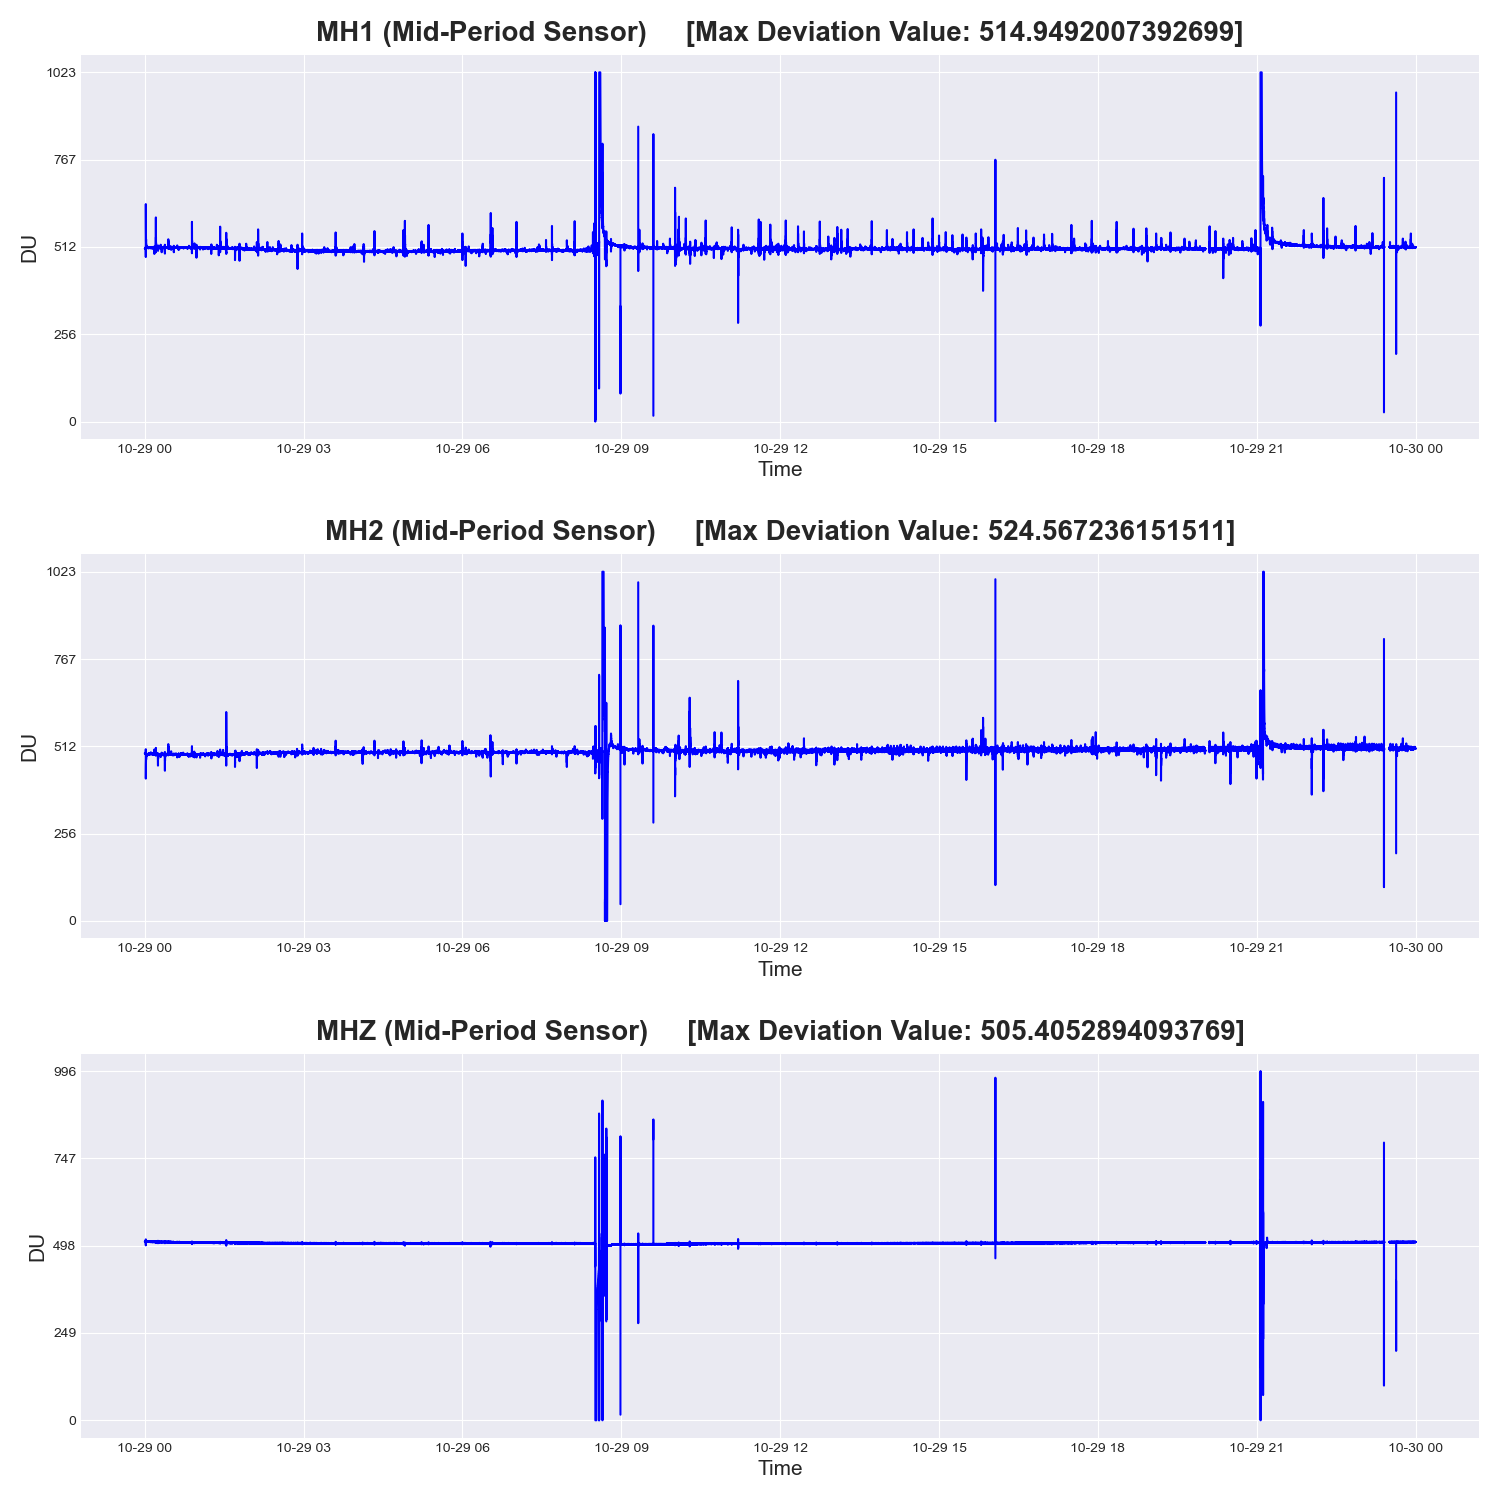 MH1 (Mid-Period Sensor) [Max Deviation Value: 514.9492007392699]
1023
767
512
256
0
DU
10-29 00 10-29 03 10-29 06 10-29 09 10-29 12 10-29 15 10-29 18 10-29 21 10-30 00
Time
MH2 (Mid-Period Sensor) [Max Deviation Value: 524.567236151511]
1023
767
512
256
0
DU
10-29 00 10-29 03 10-29 06 10-29 09 10-29 12 10-29 15 10-29 18 10-29 21 10-30 00
Time
MHZ (Mid-Period Sensor) [Max Deviation Value: 505.4052894093769]
996
747
498
249
0
DU
10-29 00 10-29 03 10-29 06 10-29 09 10-29 12 10-29 15 10-29 18 10-29 21 10-30 00
Time